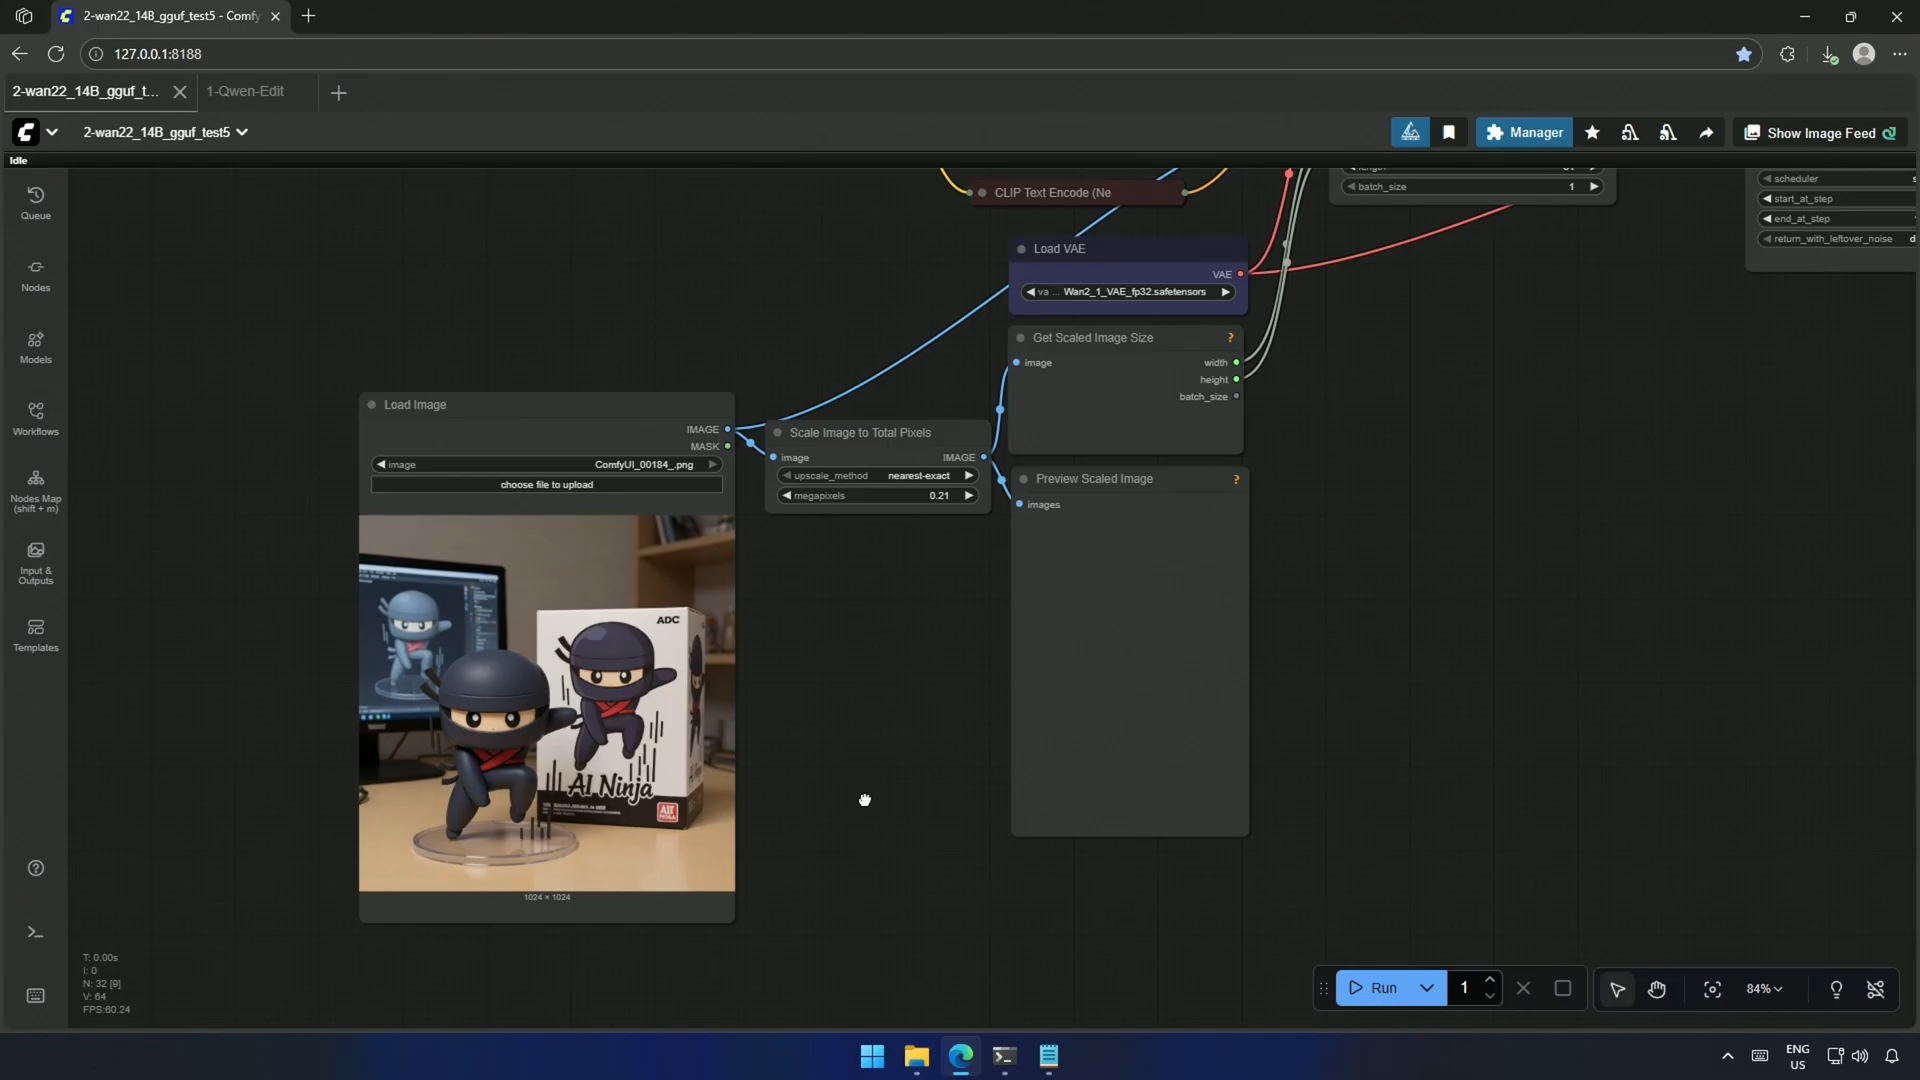 2-wan22_14B_gguf_test5 - Comfy
127.0.0.1:8188
2-wan22_14B_gguf_t...
1-Qwen-Edit
2-wan22_14B_gguf_test5
Manager
Show Image Feed
Idle
Queue
Nodes
Models
Workflows
Nodes Map
(shift + m)
Input &
Outputs
Templates
CLIP Text Encode (Ne
length
batch_size
1
scheduler
start_at_step
end_at_step
return_with_leftover_noise
Load VAE
VAE
va ... Wan2_1_VAE_fp32.safetensors
Get Scaled Image Size
?
image
width
height
batch_size
Load Image
IMAGE
MASK
image
ComfyUI_00184_.png
choose file to upload
Scale Image to Total Pixels
image
IMAGE
upscale_method
nearest-exact
megapixels
0.21
Preview Scaled Image
?
images
ADC
AI Ninja
1024 × 1024
T: 0.00s
I: 0
N: 32 [9]
V: 64
FPS:60.24
Run
1
84%
ENG
US